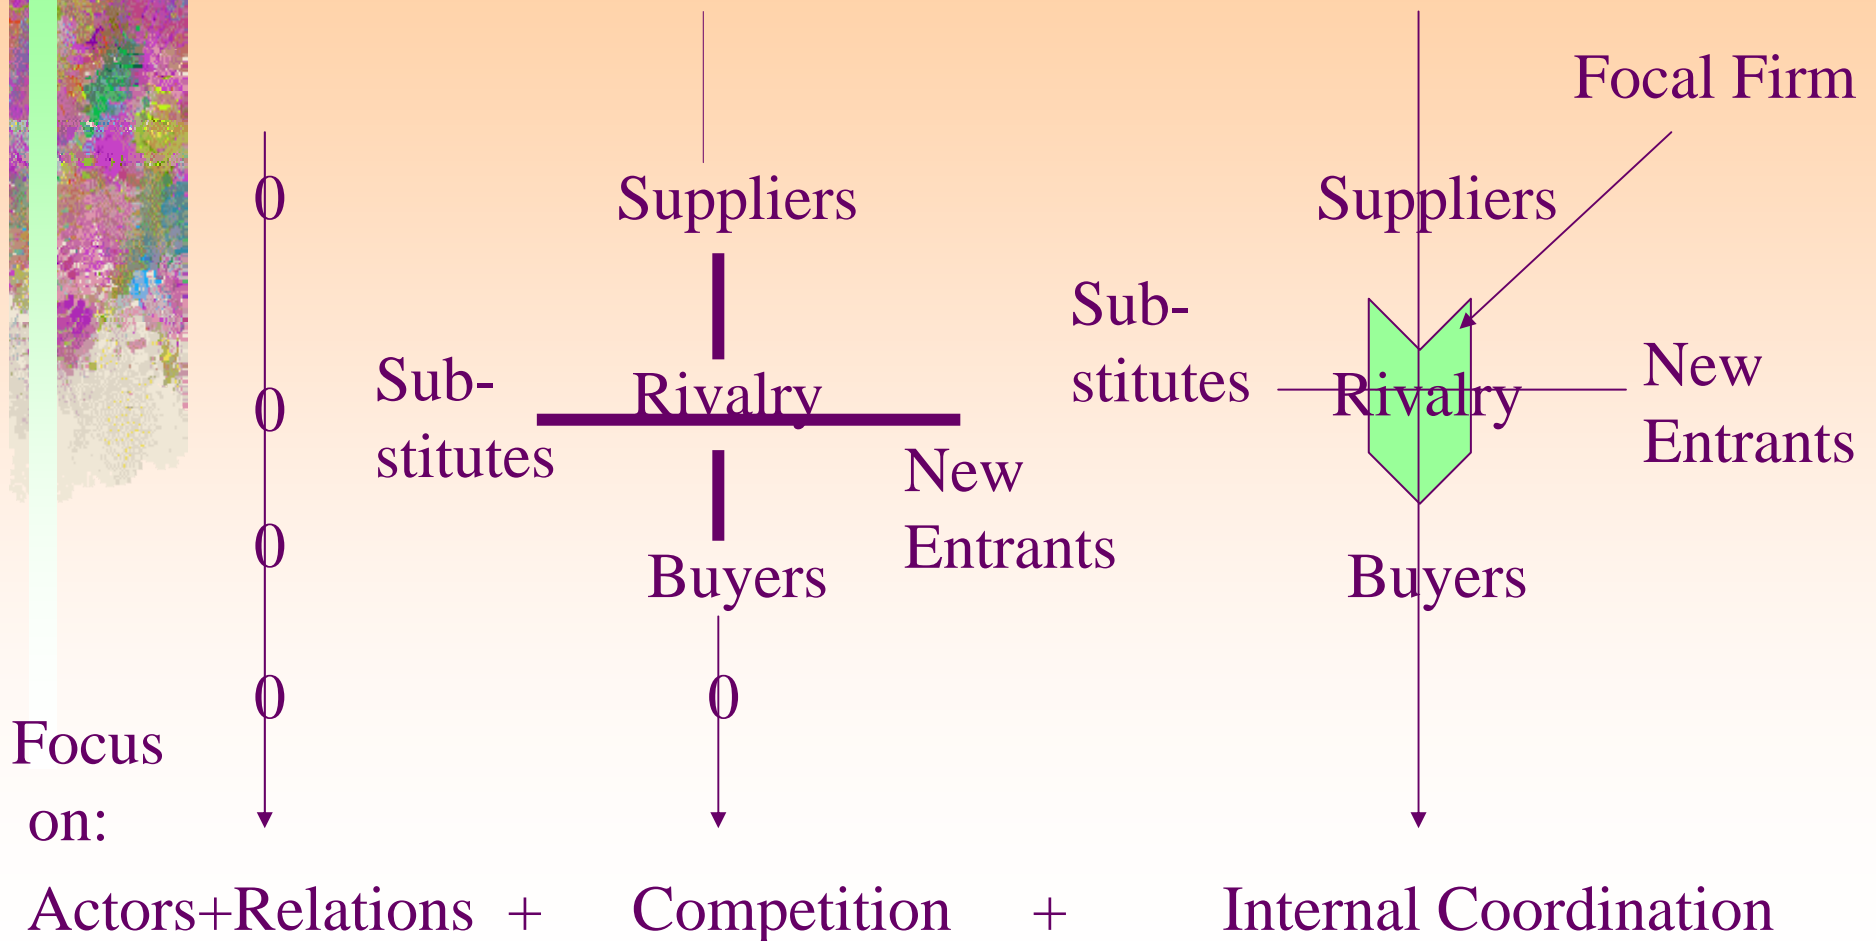 Focal Firm
0
Suppliers
Suppliers
Sub-
stitutes
Rivalry
New
Entrants
0
Sub-
stitutes
Rivalry
New
Entrants
0
Buyers
Buyers
0
0
Focus
on:
Actors+Relations + Competition + Internal Coordination